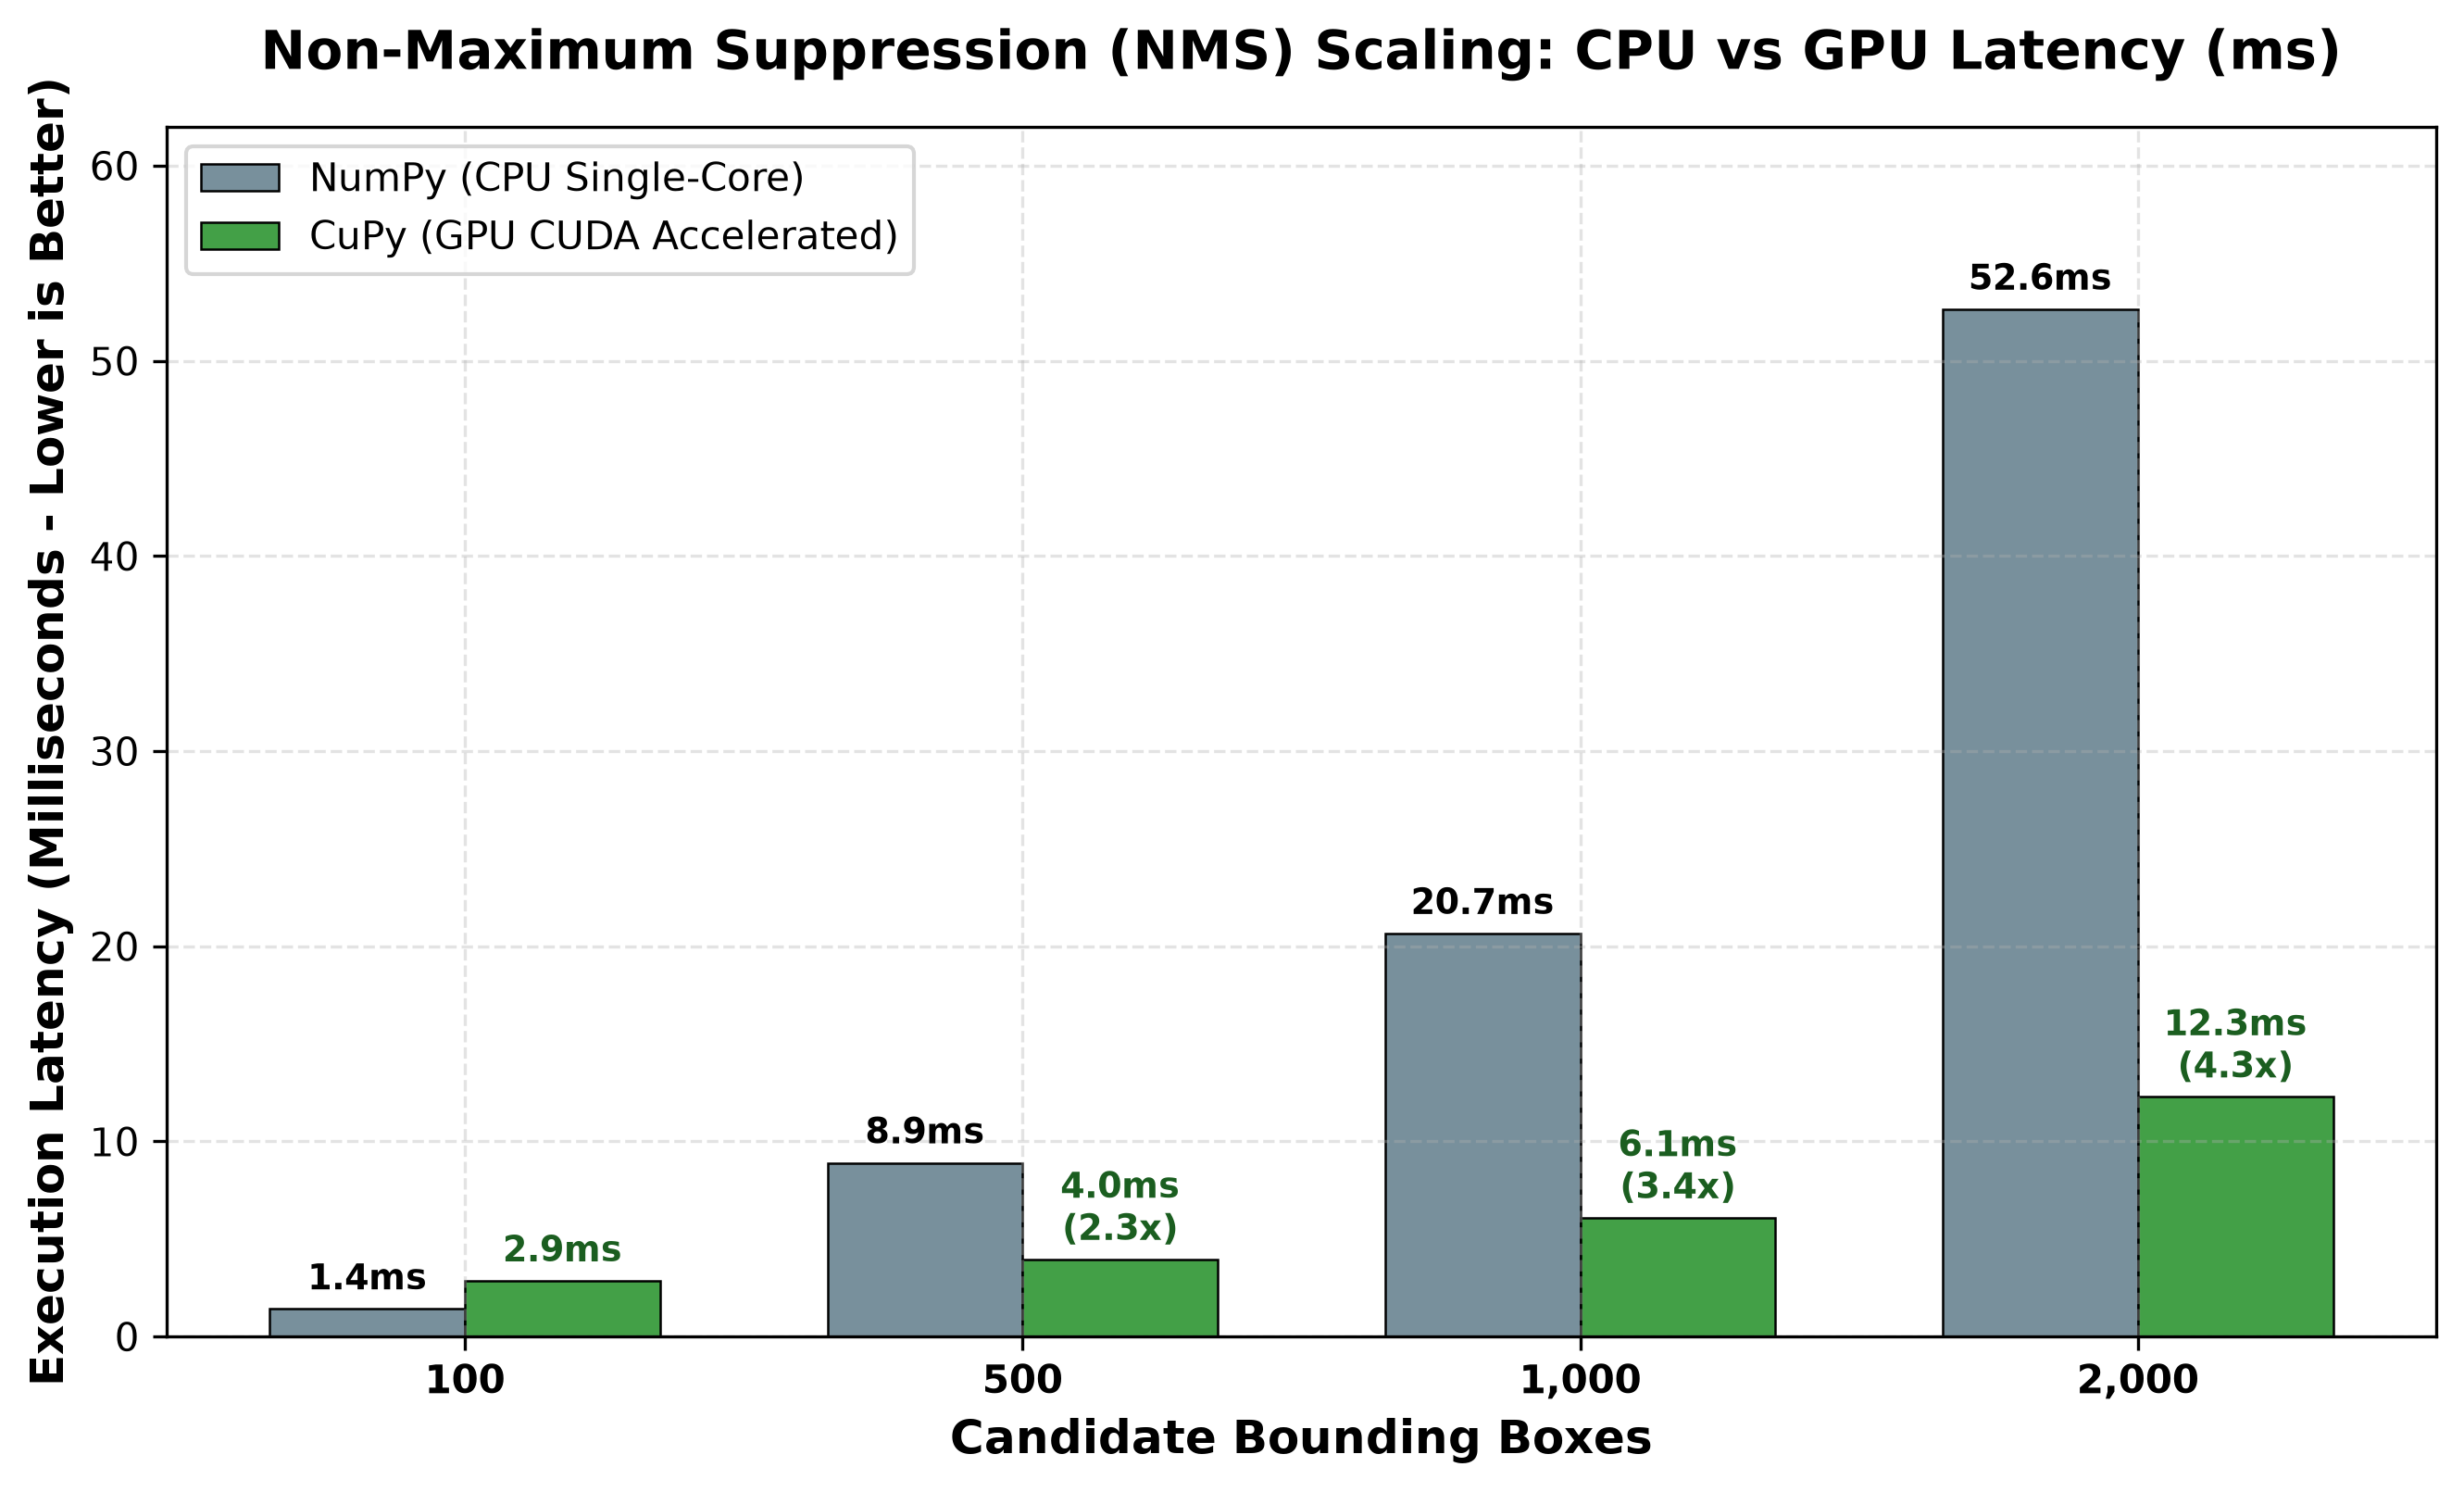 Non-Maximum Suppression (NMS) Scaling: CPU vs GPU Latency (ms)
Execution Latency (Milliseconds - Lower is Better)
60
50
40
30
20
10
0
NumPy (CPU Single-Core)
CuPy (GPU CUDA Accelerated)
1.4ms
2.9ms
8.9ms
4.0ms
(2.3x)
20.7ms
6.1ms
(3.4x)
52.6ms
12.3ms
(4.3x)
100
500
1,000
2,000
Candidate Bounding Boxes